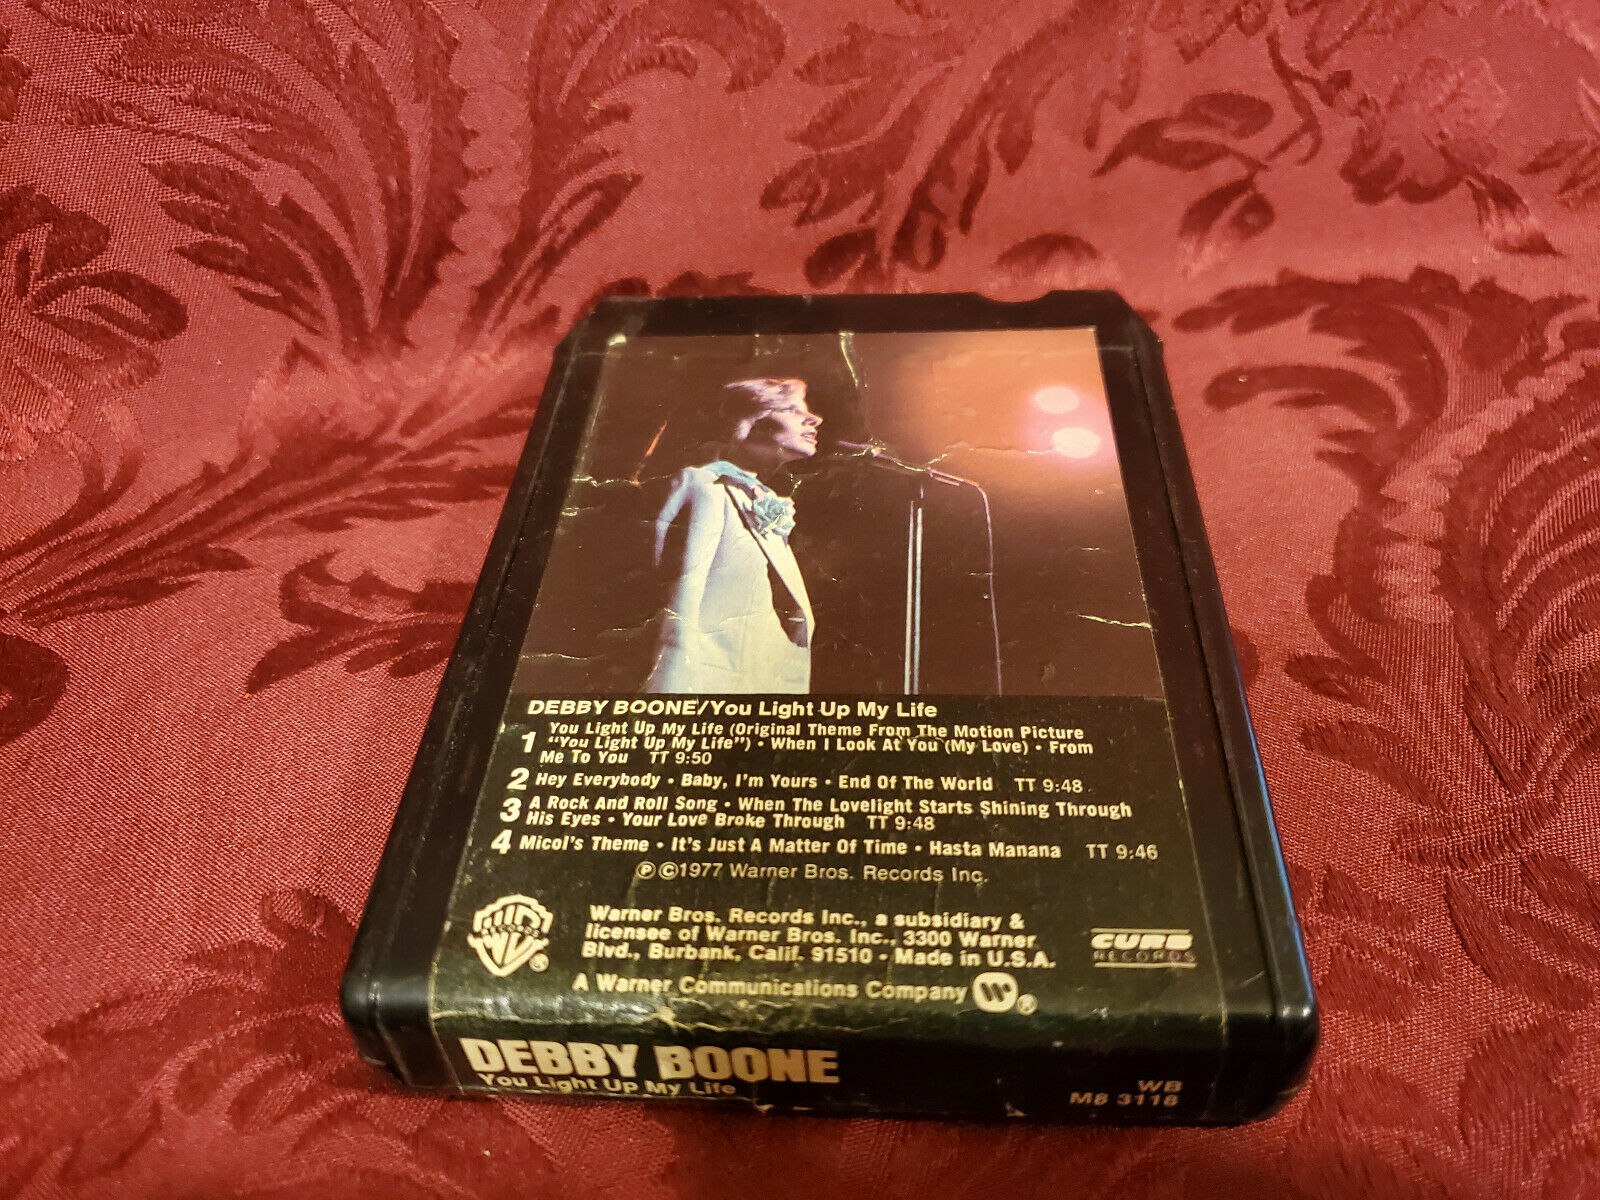 DEBBY BOONE/You Light Up My Life
1 You Light Up My Life (Original Theme From The Motion Picture
"You Light Up My Life") • When I Look At You (My Love) • From
Me To You TT 9:50
2 Hey Everybody • Baby, I'm Yours • End Of The World TT 9:48
3 A Rock And Roll Song • When The Lovelight Starts Shining Through
His Eyes • Your Love Broke Through TT 9:48
4 Micol's Theme • It's Just A Matter Of Time • Hasta Manana TT 9:46
℗©1977 Warner Bros. Records Inc.
WB RECORDS ®
Warner Bros. Records Inc., a subsidiary &
licensee of Warner Bros. Inc., 3300 Warner
Blvd., Burbank, Calif. 91510 • Made in U.S.A.
CURB
RECORDS
A Warner Communications Company W ®
DEBBY BOONE
You Light Up My Life
WB
M8 3118